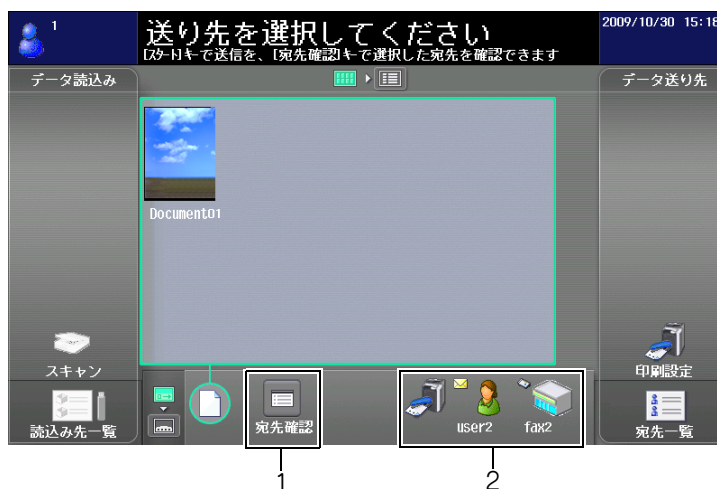 1
送り先を選択してください
[スタート]キーで送信を、[宛先確認]キーで選択した宛先を確認できます
2009/10/30 15:18
データ読込み
データ送り先
Document01
スキャン
印刷設定
読込み先一覧
宛先確認
user2
fax2
宛先一覧
1
2